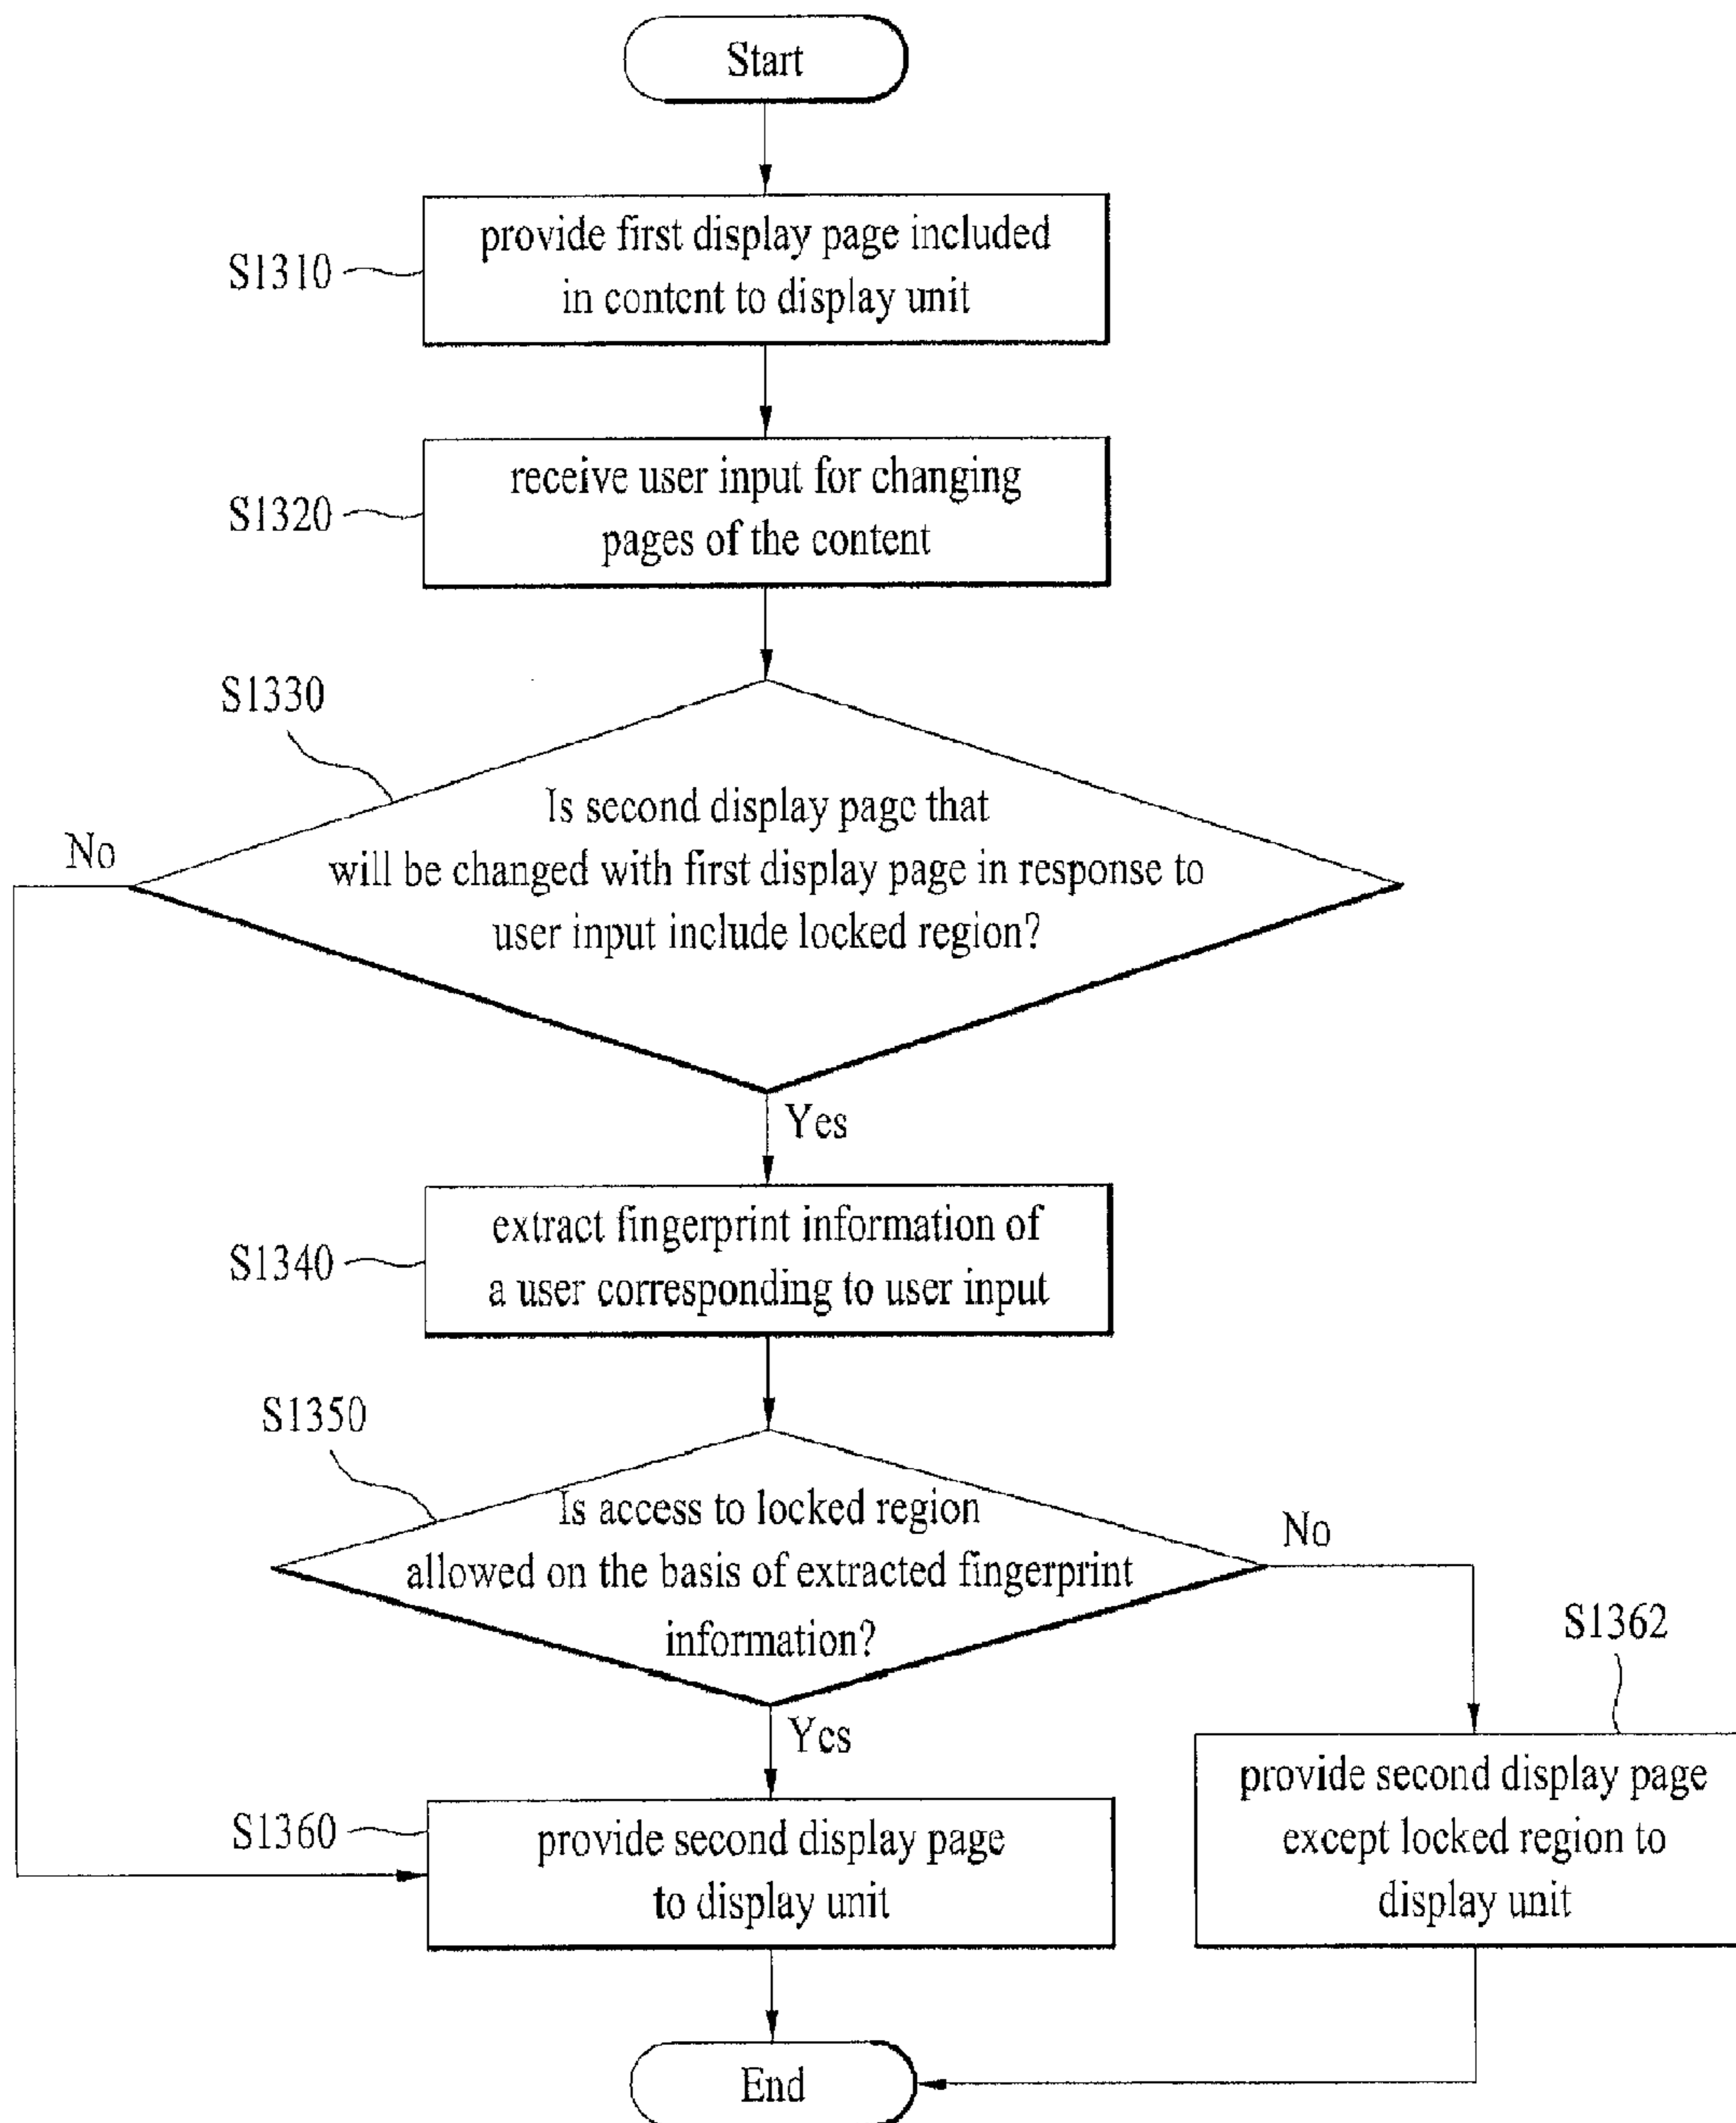 Start
provide first display page included
in content to display unit
S1310
receive user input for changing
pages of the content
S1320
S1330
Is second display page that
will be changed with first display page in response to
user input include locked region?
No
Yes
extract fingerprint information of
a user corresponding to user input
S1340
S1350
Is access to locked region
allowed on the basis of extracted fingerprint
information?
No
Yes
S1362
provide second display page
except locked region to
display unit
S1360
provide second display page
to display unit
End